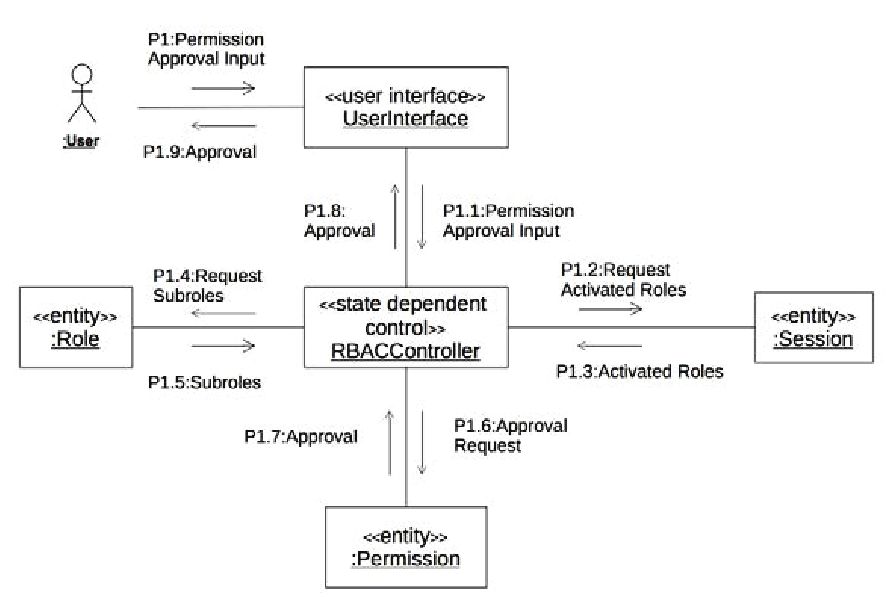 P1:Permission
Approval Input
<<user interface>>
UserInterface
:User
P1.9:Approval
P1.8:
Approval
P1.1:Permission
Approval Input
P1.4:Request
Subroles
P1.2:Request
Activated Roles
<<entity>>
:Role
<<state dependent
control>>
RBACController
<<entity>>
:Session
P1.5:Subroles
P1.3:Activated Roles
P1.7:Approval
P1.6:Approval
Request
<<entity>>
:Permission